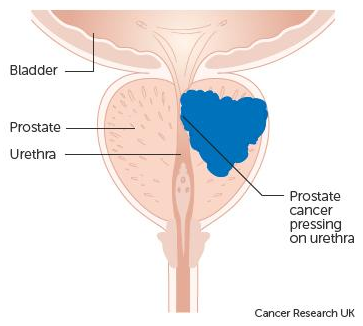 Bladder
Prostate
Urethra
Prostate
cancer
pressing
on urethra
Cancer Research UK